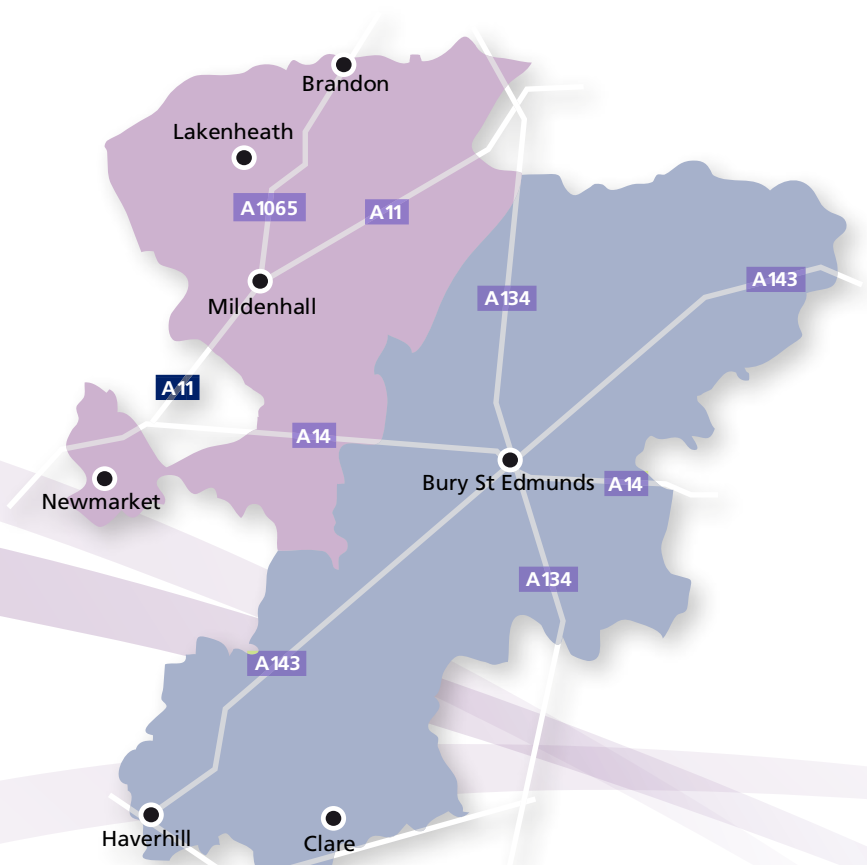 Brandon
Lakenheath
A1065
A11
Mildenhall
A134
A143
A11
A14
Bury St Edmunds
Newmarket
A14
A134
A143
Haverhill
Clare